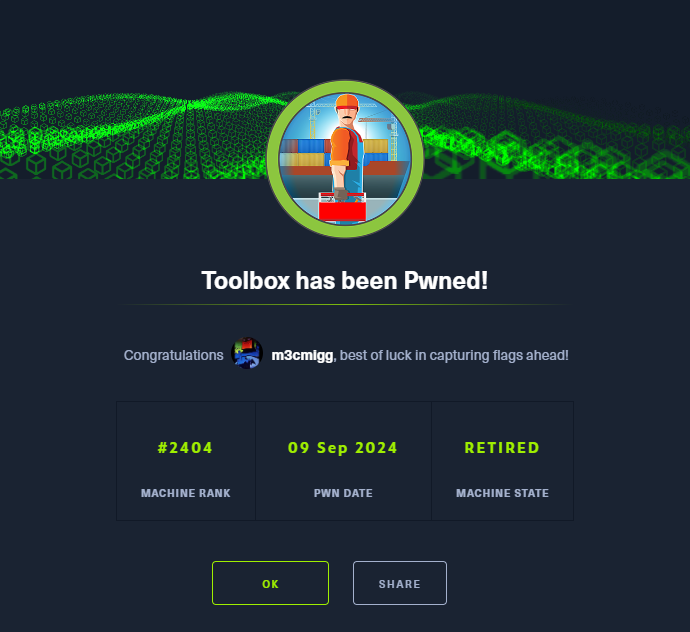 Toolbox has been Pwned!
Congratulations m3cmigg, best of luck in capturing flags ahead!
#2404 09 Sep 2024 RETIRED
MACHINE RANK PWN DATE MACHINE STATE
OK SHARE